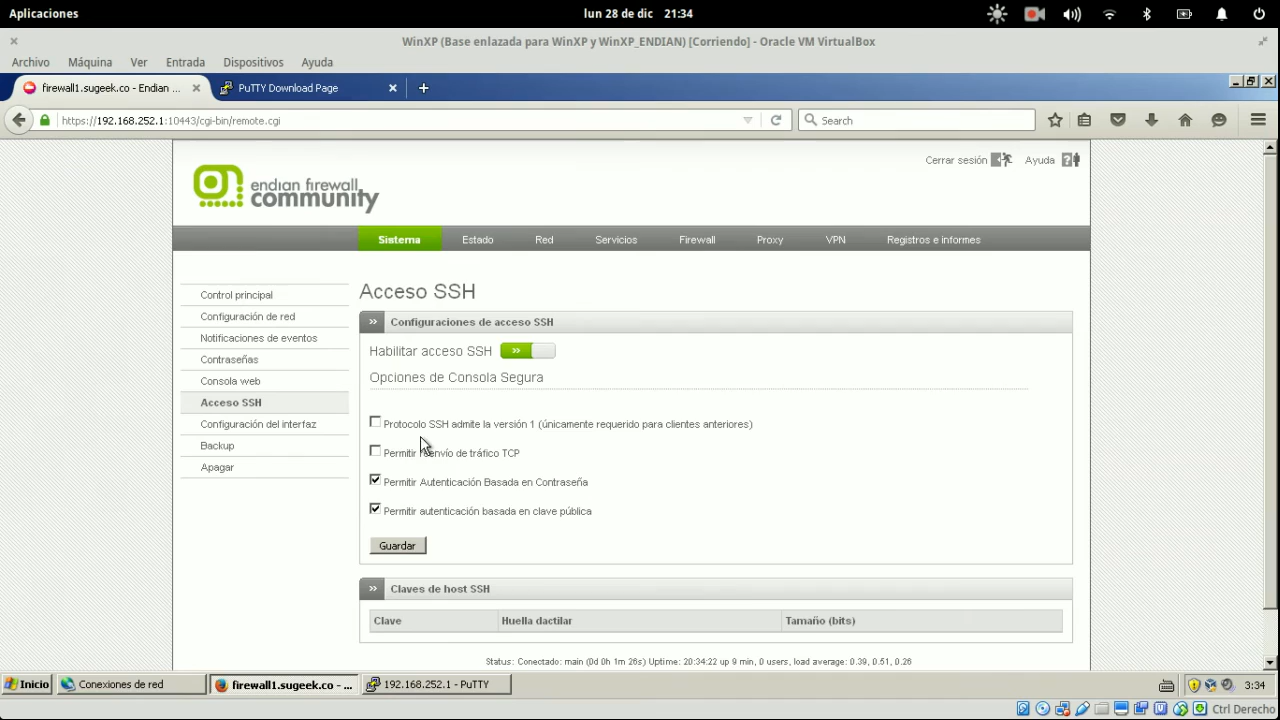 Aplicaciones
lun 28 de dic 21:34
WinXP (Base enlazada para WinXP y WinXP_ENDIAN) [Corriendo] - Oracle VM VirtualBox
Archivo Máquina Ver Entrada Dispositivos Ayuda
firewall1.sugeek.co - Endian ...
PuTTY Download Page
https://192.168.252.1:10443/cgi-bin/remote.cgi
Search
Cerrar sesión
Ayuda
endian firewall
community
Sistema Estado Red Servicios Firewall Proxy VPN Registros e informes
Control principal
Configuración de red
Notificaciones de eventos
Contraseñas
Consola web
Acceso SSH
Configuración del interfaz
Backup
Apagar
Acceso SSH
Configuraciones de acceso SSH
Habilitar acceso SSH
Opciones de Consola Segura
Protocolo SSH admite la versión 1 (únicamente requerido para clientes anteriores)
Permitir reenvío de tráfico TCP
Permitir Autenticación Basada en Contraseña
Permitir autenticación basada en clave pública
Guardar
Claves de host SSH
Clave Huella dactilar Tamaño (bits)
Status: Conectado: main (0d 0h 1m 26s) Uptime: 20:34:22 up 9 min, 0 users, load average: 0.39, 0.51, 0.26
Inicio
Conexiones de red
firewall1.sugeek.co - ...
192.168.252.1 - PuTTY
3:34
Ctrl Derecho